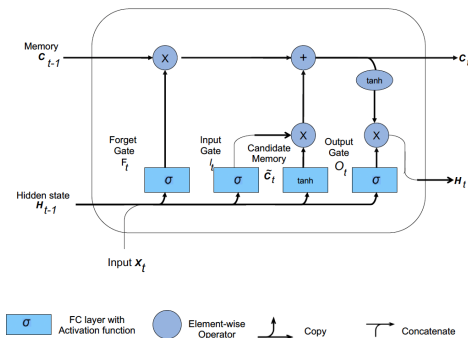 Memory
C t-1
X
+
C t
tanh
Forget
Gate
F t
Input
Gate
I t
X
Candidate
Memory
C̃ t
Output
Gate
O t
X
σ
σ
tanh
σ
Hidden state
H t-1
H t
Input x t
σ
FC layer with
Activation function
Element-wise
Operator
Copy
Concatenate